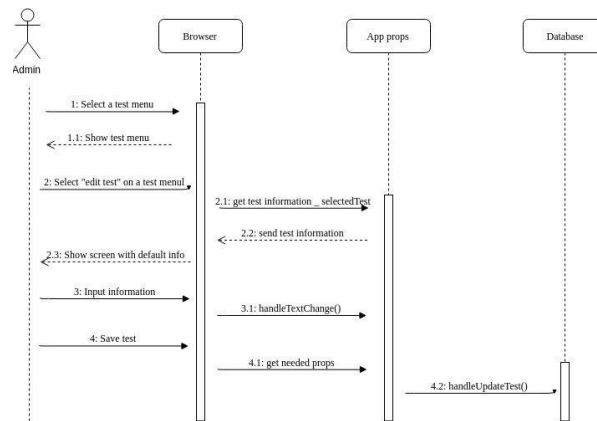 Browser
App props
Database
Admin
1: Select a test menu
1.1: Show test menu
2: Select "edit test" on a test menul
2.1: get test information _ selectedTest
2.2: send test information
2.3: Show screen with default info
3: Input information
3.1: handleTextChange()
4: Save test
4.1: get needed props
4.2: handleUpdateTest()